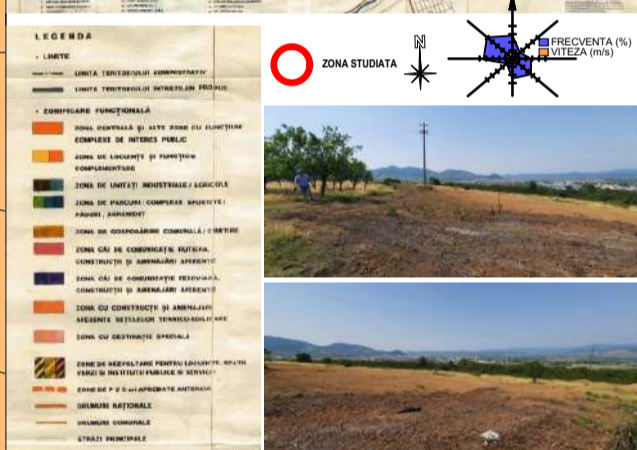 LEGENDA
• LIMITE
LIMITA TERITORIULUI ADMINISTRATIV
LIMITA TERITORIULUI INTRAVILAN PROPUS
• ZONIFICARE FUNCȚIONALĂ
ZONA CENTRALĂ ȘI ALTE ZONE CU FUNCȚIUNI
COMPLEXE DE INTERES PUBLIC
ZONA DE LOCUINȚE ȘI FUNCȚIUNI
COMPLEMENTARE
ZONA DE UNITĂȚI INDUSTRIALE / AGRICOLE
ZONA DE PARCURI, COMPLEXE SPORTIVE,
PĂDURI, AGREMENT
ZONA DE GOSPODĂRIRE COMUNALĂ / CIMITIRE
ZONA CĂI DE COMUNICAȚIE RUTIERĂ,
CONSTRUCȚII ȘI AMENAJĂRI AFERENTE
ZONA CĂI DE COMUNICAȚIE FEROVIARĂ,
CONSTRUCȚII ȘI AMENAJĂRI AFERENTE
ZONA CU CONSTRUCȚII ȘI AMENAJĂRI
AFERENTE REȚELELOR TEHNICO-EDILITARE
ZONA CU DESTINAȚIE SPECIALĂ
ZONE DE DEZVOLTARE PENTRU LOCUINȚE, SPAȚII
VERZI ȘI INSTITUȚII PUBLICE ȘI SERVICII
ZONE DE P U Z-uri APROBATE ANTERIOR
DRUMURI NAȚIONALE
DRUMURI COMUNALE
STRĂZI PRINCIPALE
ZONA STUDIATA
N
FRECVENTA (%)
VITEZA (m/s)